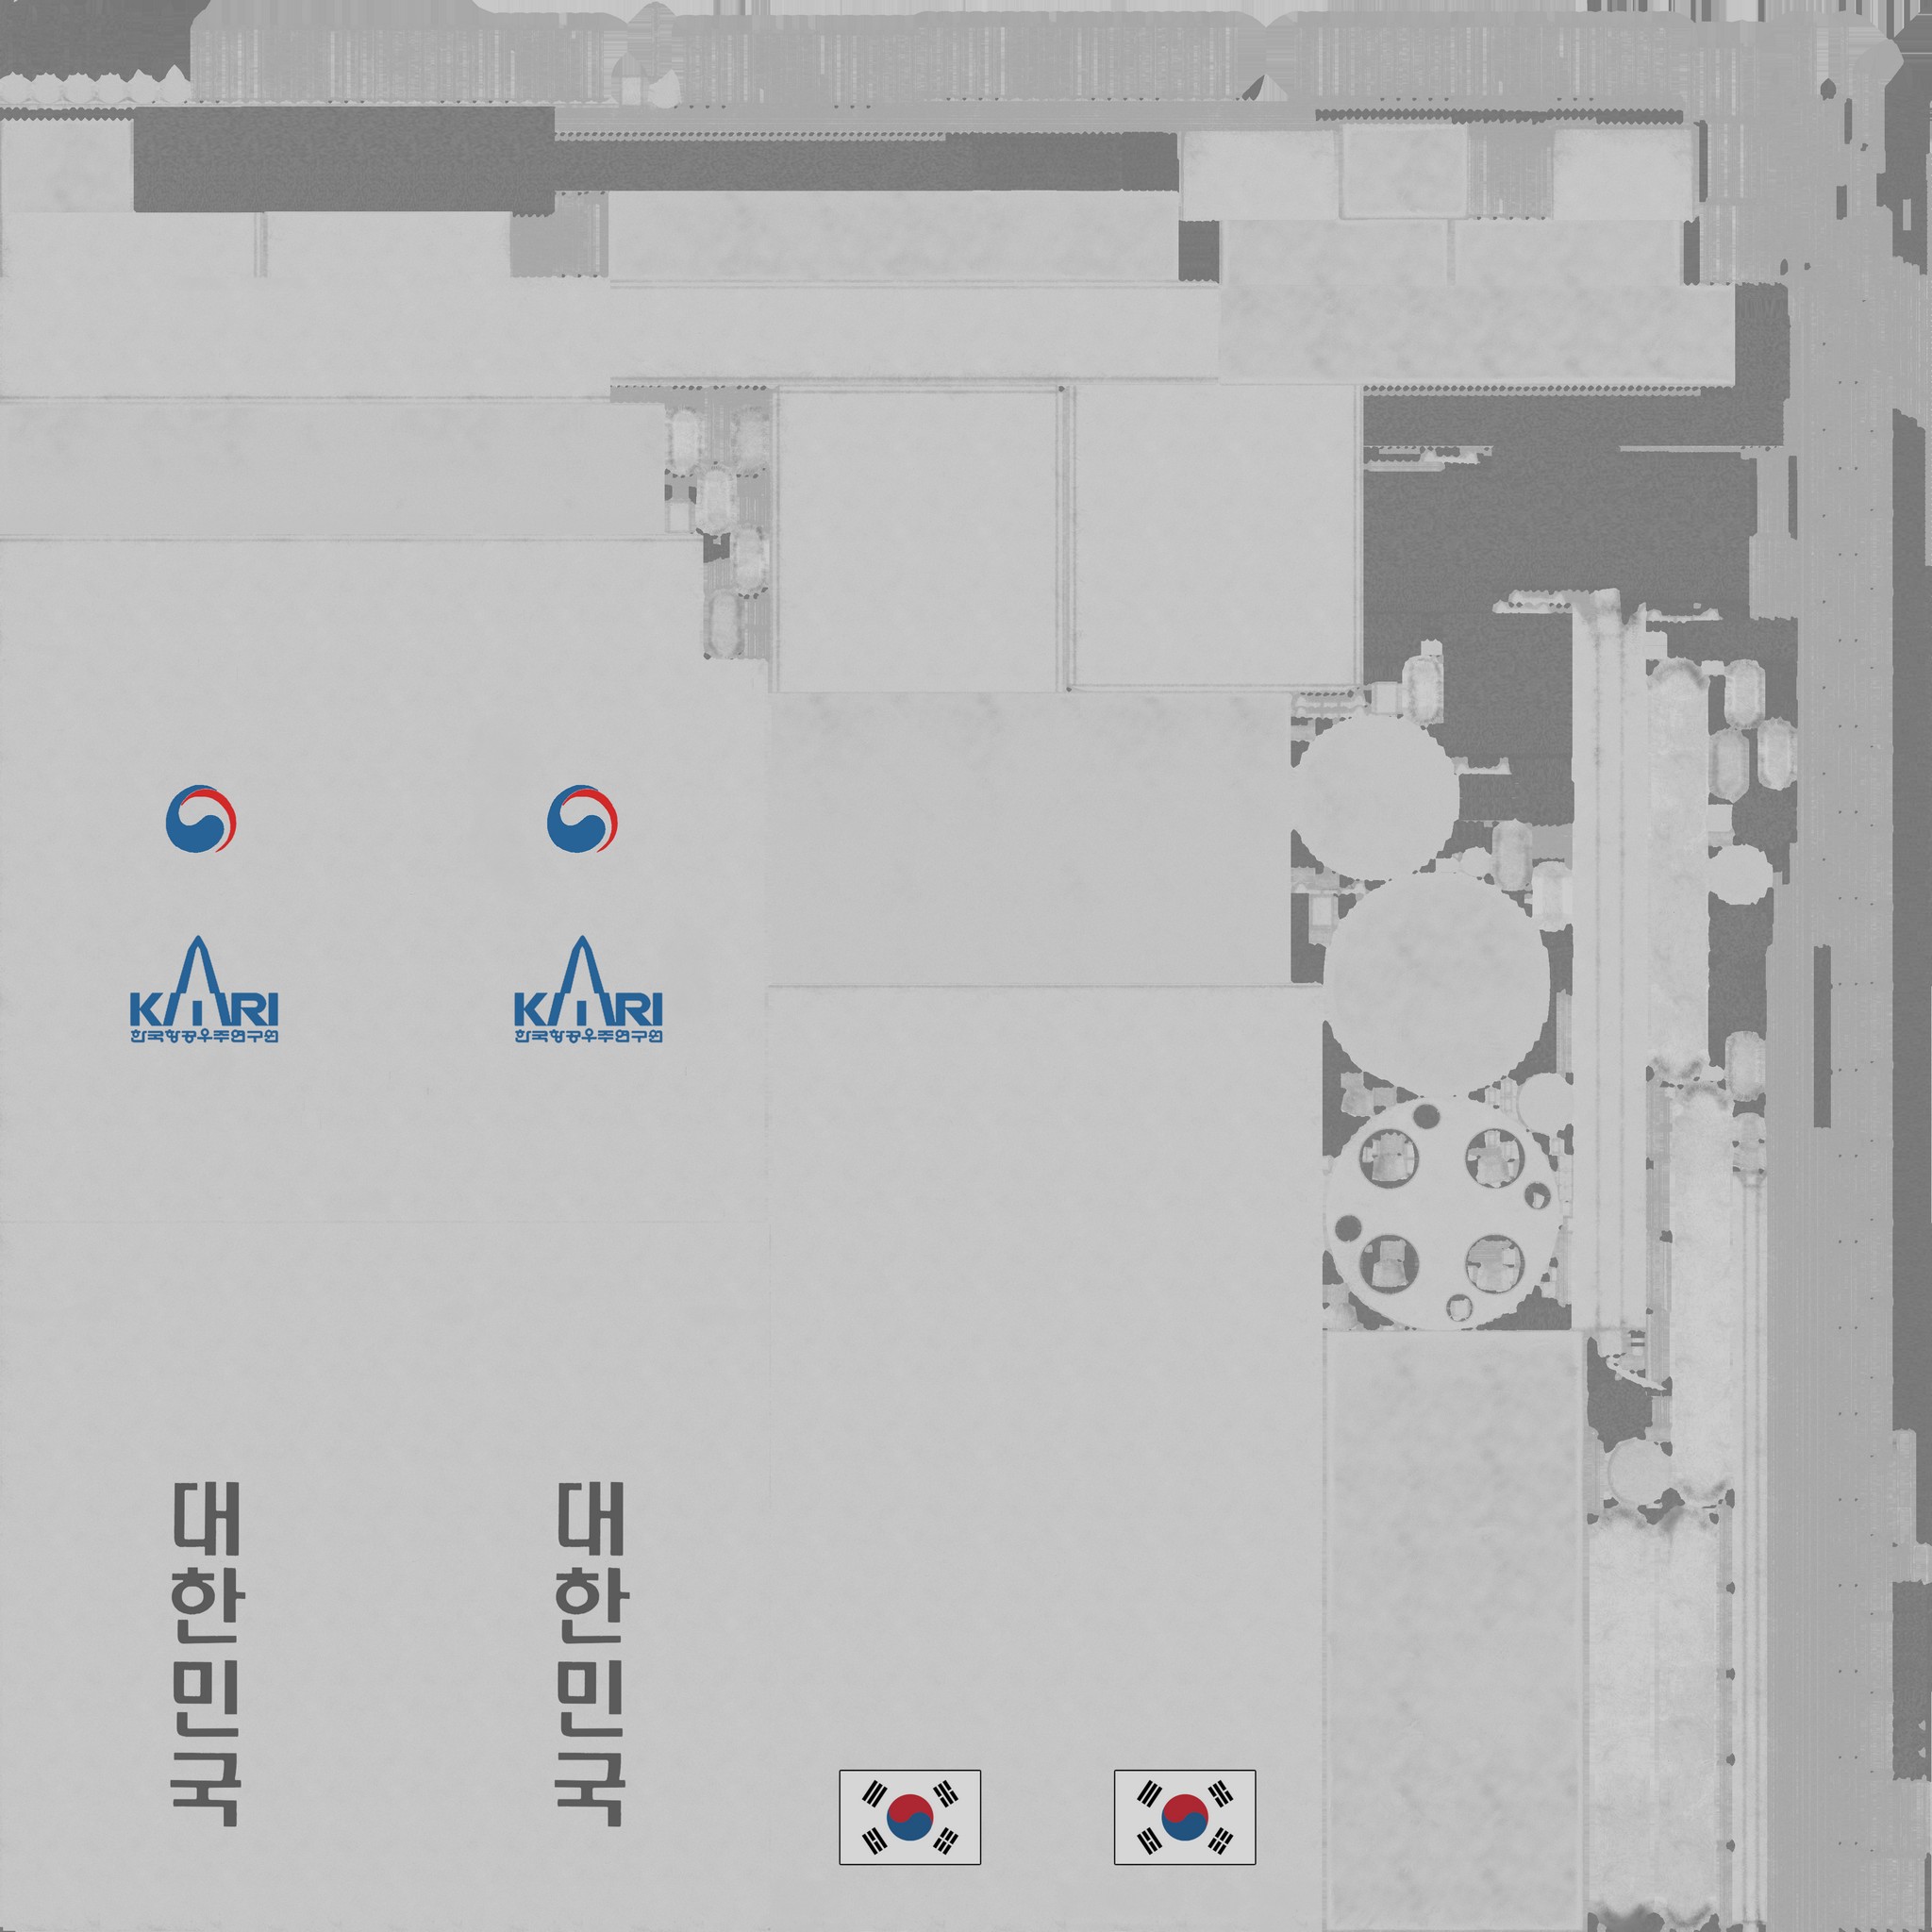 KARI KARI
한국항공우주연구원 한국항공우주연구원
대 대
한 한
민 민
국 국